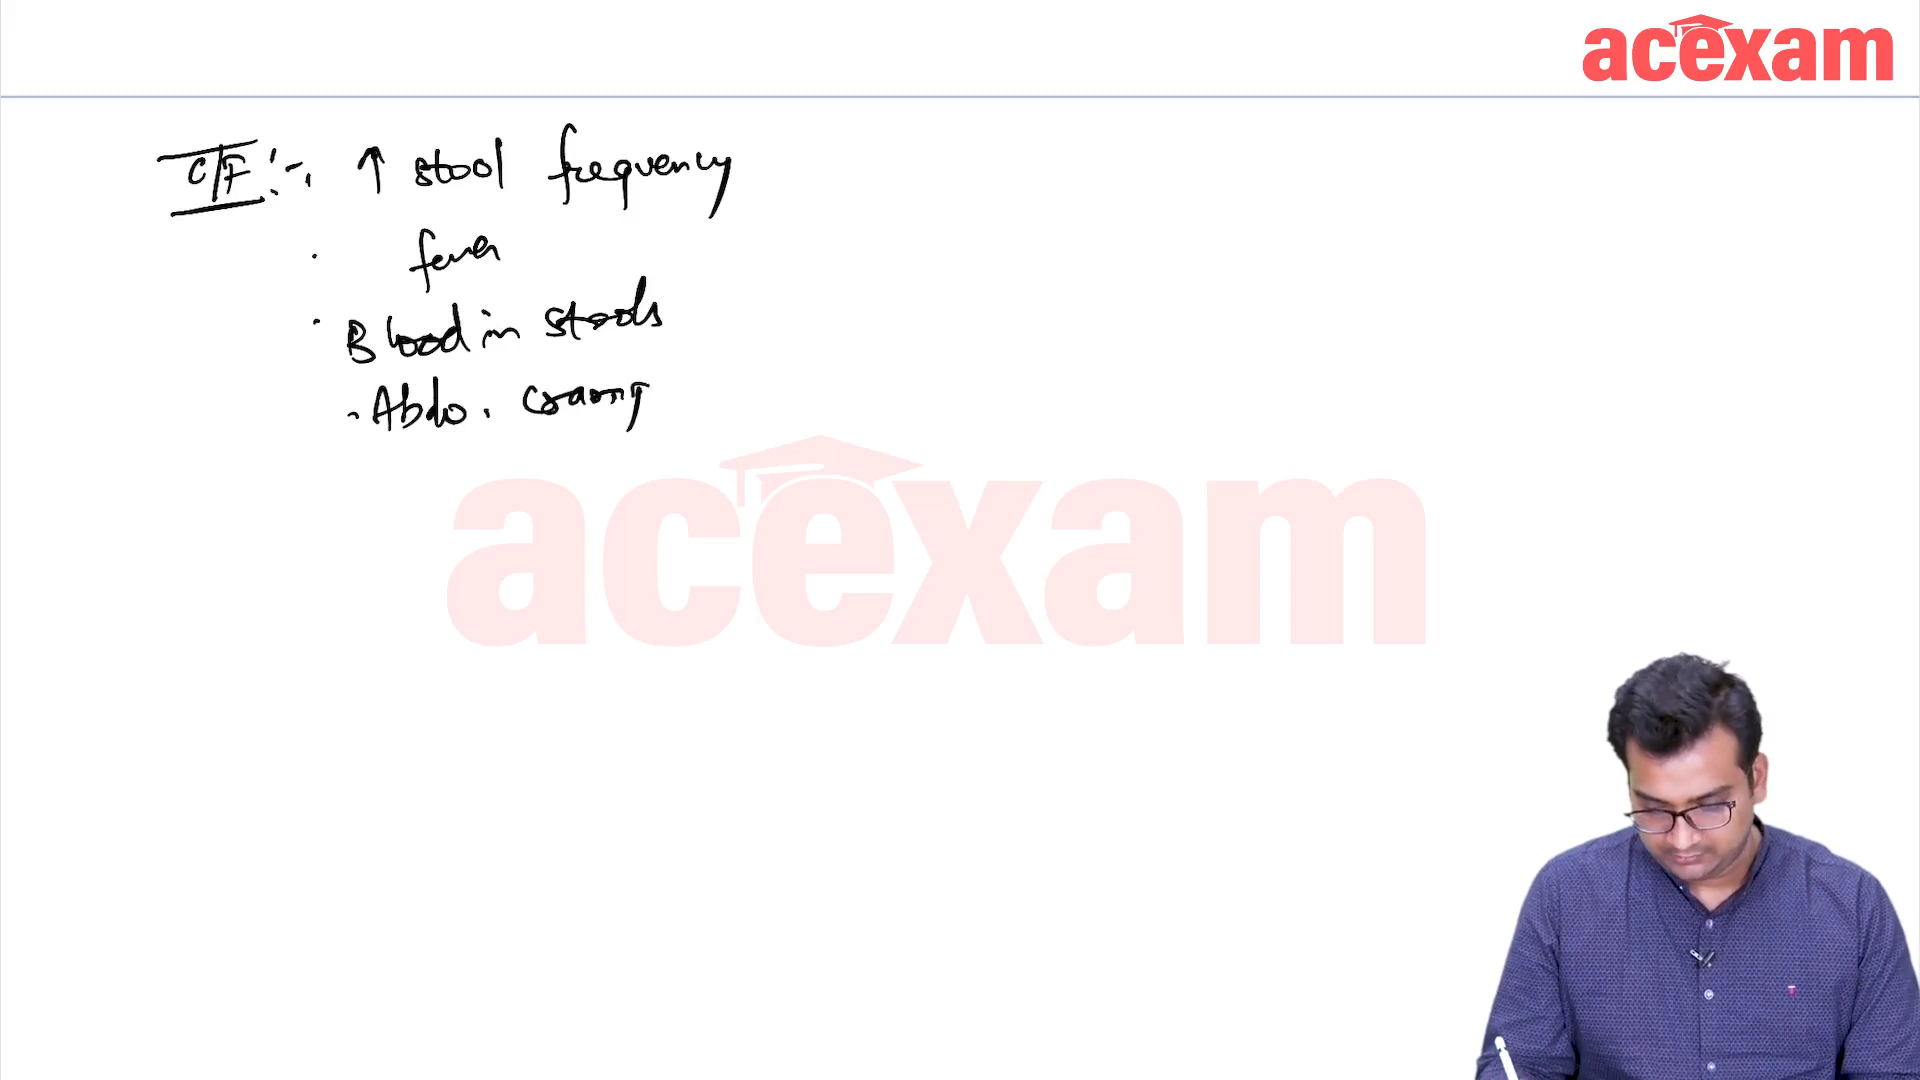 acexam
C/F :- ↑ stool frequency
· fever
· Blood in stools
· Abdo. cramp
acexam